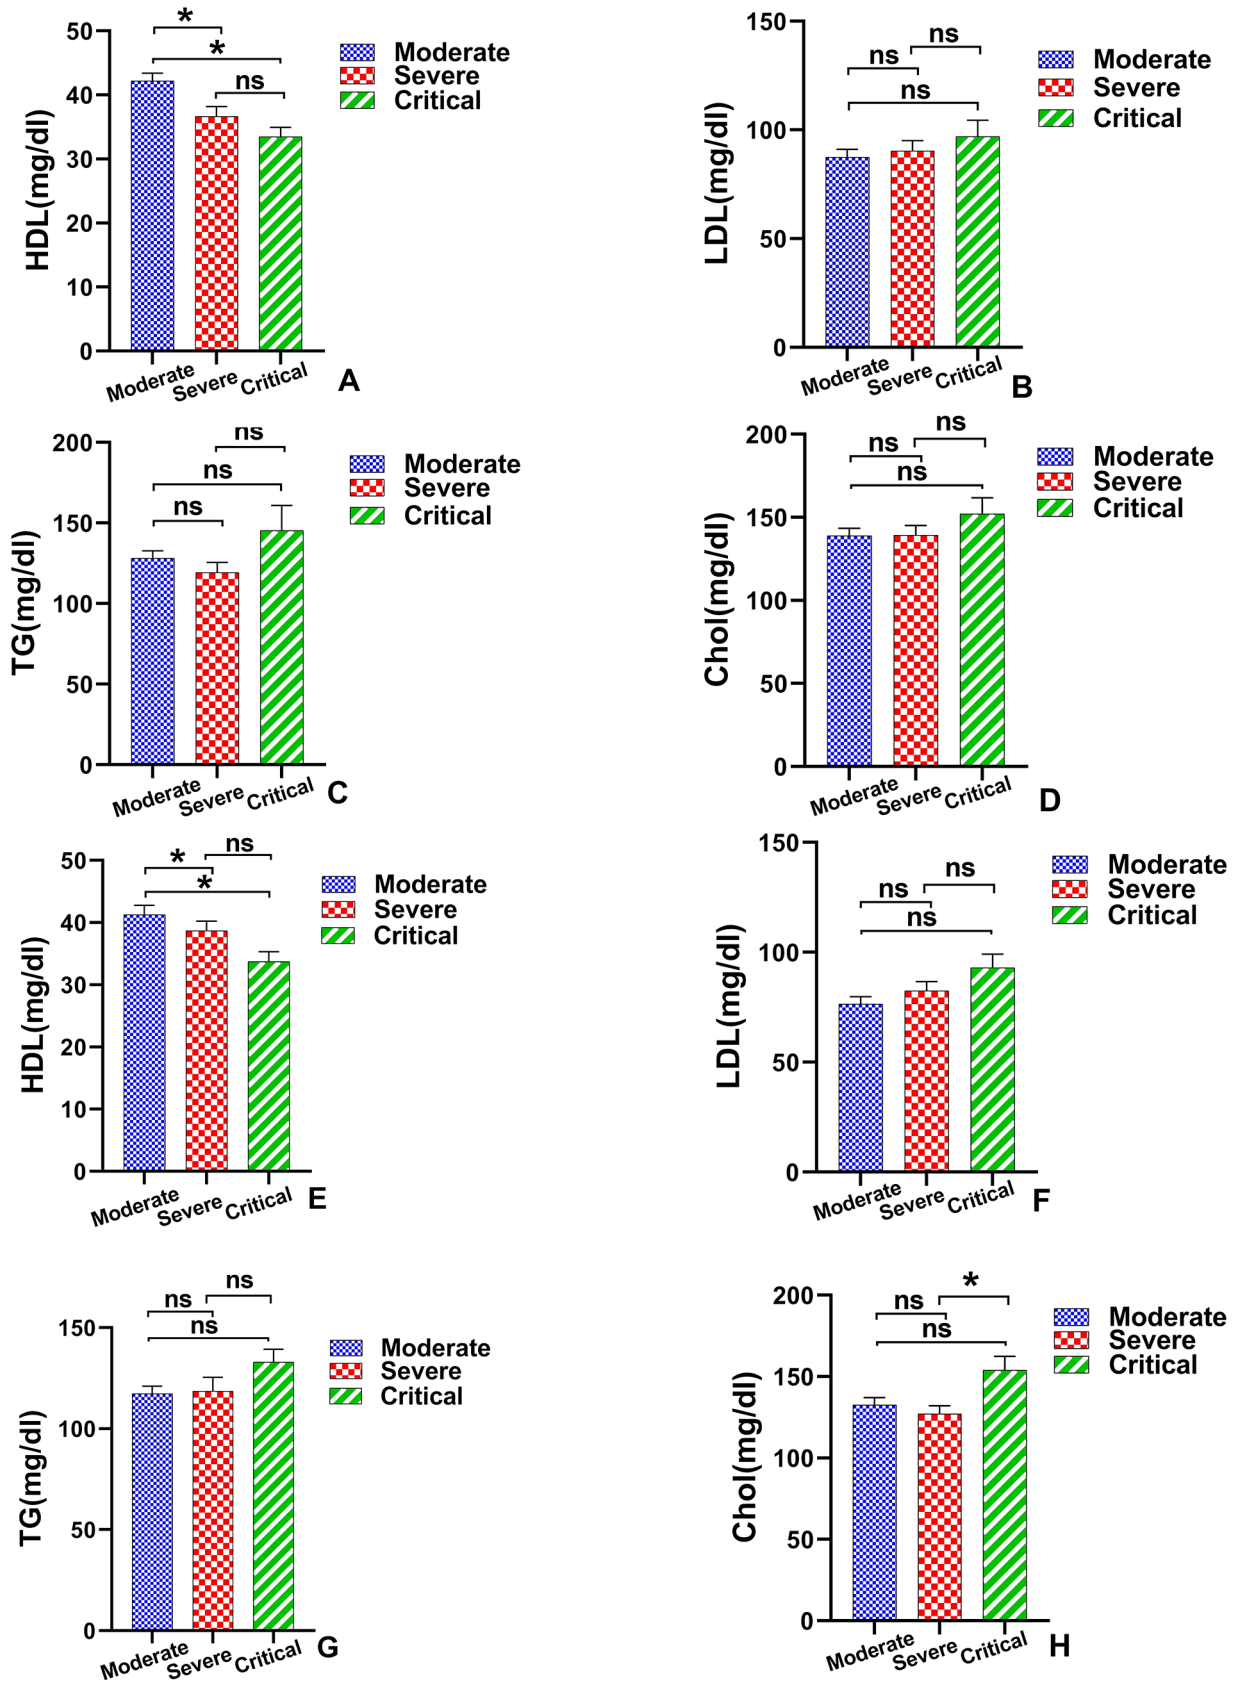 HDL(mg/dl)
50
40
30
20
10
0
*
*
ns
Moderate
Severe
Critical
Moderate
Severe
Critical
A
LDL(mg/dl)
150
100
50
0
ns
ns
ns
Moderate
Severe
Critical
Moderate
Severe
Critical
B
TG(mg/dl)
200
150
100
50
0
ns
ns
ns
Moderate
Severe
Critical
Moderate
Severe
Critical
C
Chol(mg/dl)
200
150
100
50
0
ns
ns
ns
Moderate
Severe
Critical
Moderate
Severe
Critical
D
HDL(mg/dl)
50
40
30
20
10
0
ns
*
*
Moderate
Severe
Critical
Moderate
Severe
Critical
E
LDL(mg/dl)
150
100
50
0
ns
ns
ns
Moderate
Severe
Critical
Moderate
Severe
Critical
F
TG(mg/dl)
150
100
50
0
ns
ns
ns
Moderate
Severe
Critical
Moderate
Severe
Critical
G
Chol(mg/dl)
200
150
100
50
0
*
ns
ns
Moderate
Severe
Critical
Moderate
Severe
Critical
H